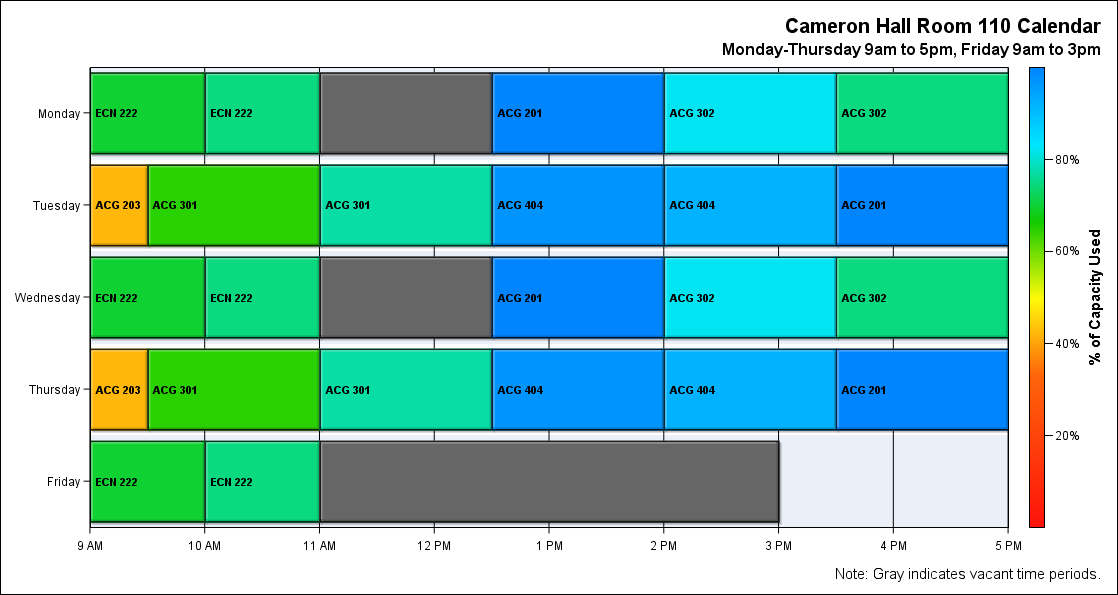 Cameron Hall Room 110 Calendar
Monday-Thursday 9am to 5pm, Friday 9am to 3pm
Monday
ECN 222
ECN 222
ACG 201
ACG 302
ACG 302
Tuesday
ACG 203
ACG 301
ACG 301
ACG 404
ACG 404
ACG 201
Wednesday
ECN 222
ECN 222
ACG 201
ACG 302
ACG 302
Thursday
ACG 203
ACG 301
ACG 301
ACG 404
ACG 404
ACG 201
Friday
ECN 222
ECN 222
9 AM
10 AM
11 AM
12 PM
1 PM
2 PM
3 PM
4 PM
5 PM
80%
60%
40%
20%
% of Capacity Used
Note: Gray indicates vacant time periods.